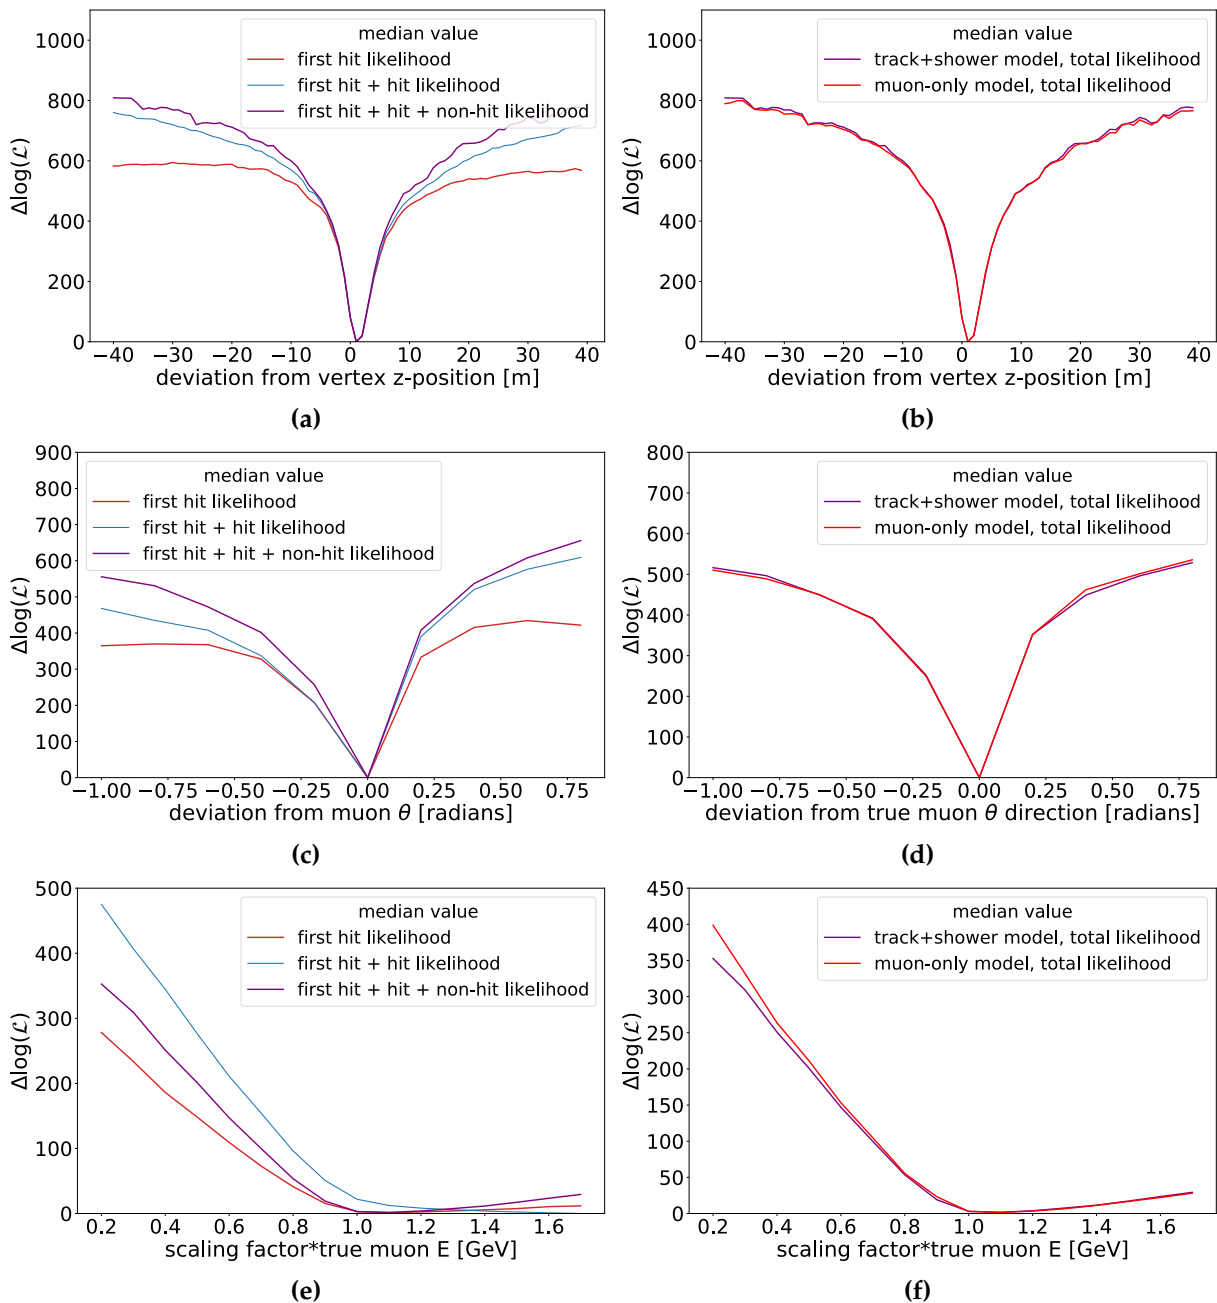 median value
first hit likelihood
first hit + hit likelihood
first hit + hit + non-hit likelihood
1000
800
600
400
200
0
Δlog(ℒ)
−40 −30 −20 −10 0 10 20 30 40
deviation from vertex z-position [m]
(a)
median value
track+shower model, total likelihood
muon-only model, total likelihood
1000
800
600
400
200
0
Δlog(ℒ)
−40 −30 −20 −10 0 10 20 30 40
deviation from vertex z-position [m]
(b)
median value
first hit likelihood
first hit + hit likelihood
first hit + hit + non-hit likelihood
900
800
700
600
500
400
300
200
100
0
Δlog(ℒ)
−1.00 −0.75 −0.50 −0.25 0.00 0.25 0.50 0.75
deviation from muon θ [radians]
(c)
median value
track+shower model, total likelihood
muon-only model, total likelihood
800
700
600
500
400
300
200
100
0
Δlog(ℒ)
−1.00 −0.75 −0.50 −0.25 0.00 0.25 0.50 0.75
deviation from true muon θ direction [radians]
(d)
median value
first hit likelihood
first hit + hit likelihood
first hit + hit + non-hit likelihood
500
400
300
200
100
0
Δlog(ℒ)
0.2 0.4 0.6 0.8 1.0 1.2 1.4 1.6
scaling factor*true muon E [GeV]
(e)
median value
track+shower model, total likelihood
muon-only model, total likelihood
450
400
350
300
250
200
150
100
50
0
Δlog(ℒ)
0.2 0.4 0.6 0.8 1.0 1.2 1.4 1.6
scaling factor*true muon E [GeV]
(f)